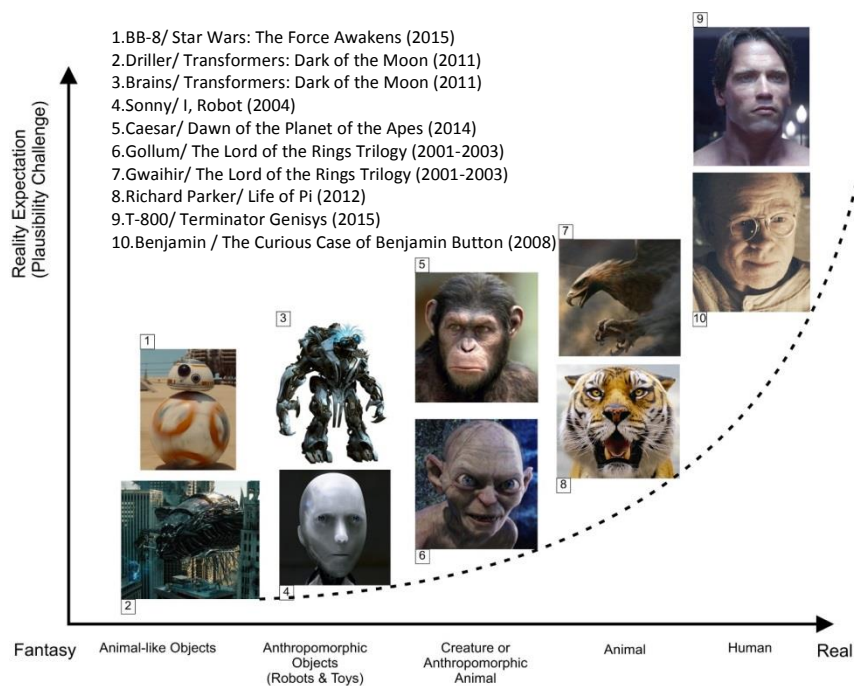 1.BB-8/ Star Wars: The Force Awakens (2015)
2.Driller/ Transformers: Dark of the Moon (2011)
3.Brains/ Transformers: Dark of the Moon (2011)
4.Sonny/ I, Robot (2004)
5.Caesar/ Dawn of the Planet of the Apes (2014)
6.Gollum/ The Lord of the Rings Trilogy (2001-2003)
7.Gwaihir/ The Lord of the Rings Trilogy (2001-2003)
8.Richard Parker/ Life of Pi (2012)
9.T-800/ Terminator Genisys (2015)
10.Benjamin / The Curious Case of Benjamin Button (2008)
Reality Expectation
(Plausibility Challenge)
9
7
5
3
1
10
8
6
4
2
Fantasy
Animal-like Objects
Anthropomorphic
Objects
(Robots & Toys)
Creature or
Anthropomorphic
Animal
Animal
Human
Real